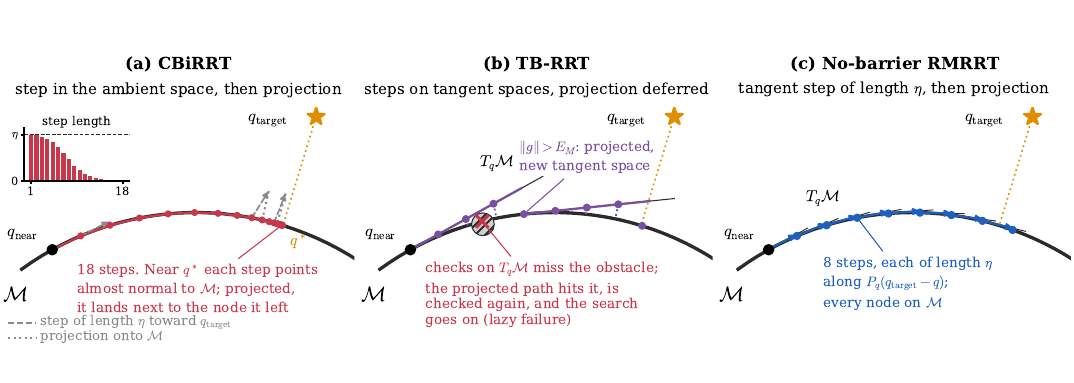 (a) CBiRRT
step in the ambient space, then projection
step length
η
0
1
18
q_target
q_near
q*
18 steps. Near q* each step points
almost normal to ℳ; projected,
it lands next to the node it left
ℳ
step of length η toward q_target
projection onto ℳ
(b) TB-RRT
steps on tangent spaces, projection deferred
q_target
‖g‖ > E_M: projected,
new tangent space
T_qℳ
q_near
checks on T_qℳ miss the obstacle;
the projected path hits it, is
checked again, and the search
goes on (lazy failure)
ℳ
(c) No-barrier RMRRT
tangent step of length η, then projection
q_target
T_qℳ
q_near
8 steps, each of length η
along P_q(q_target − q);
every node on ℳ
ℳ